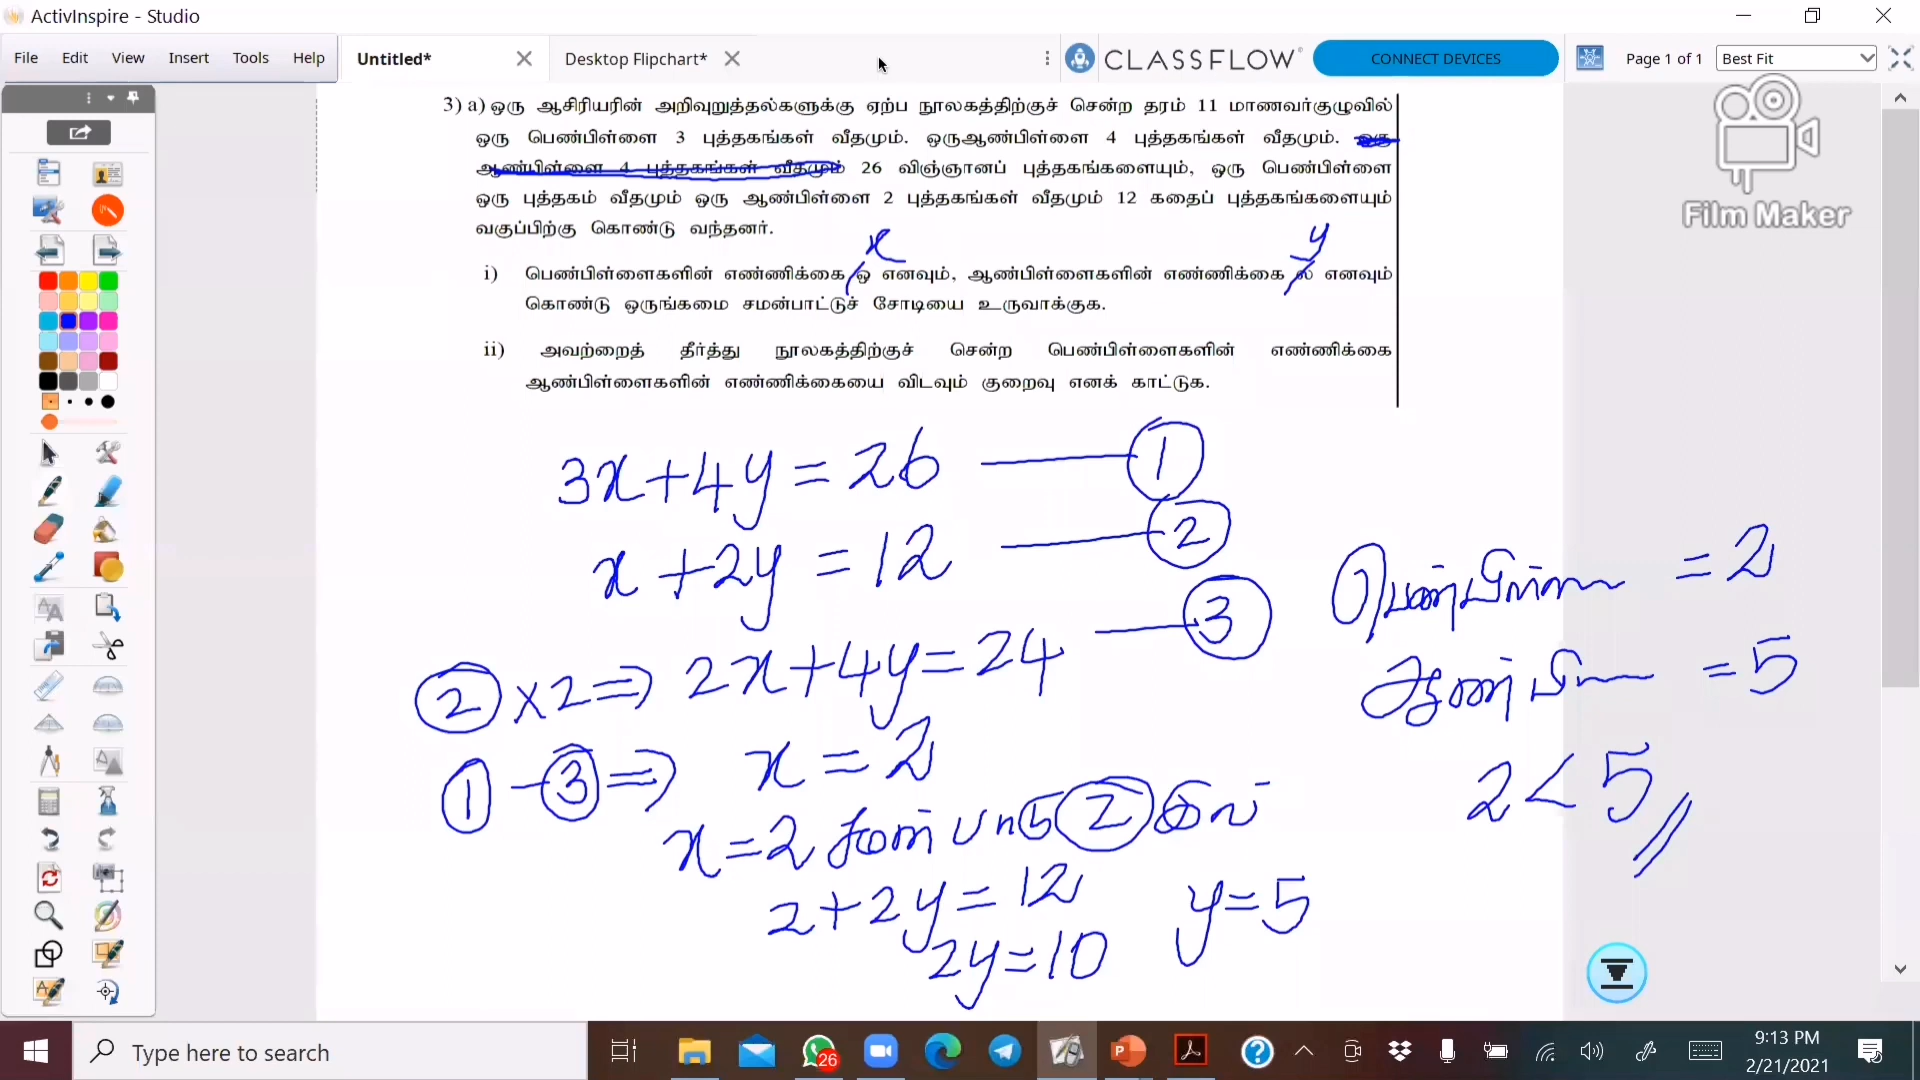 ActivInspire - Studio
File Edit View Insert Tools Help Untitled* Desktop Flipchart* CLASSFLOW CONNECT DEVICES Page 1 of 1 Best Fit
3) a) ஒரு ஆசிரியரின் அறிவுறுத்தல்களுக்கு ஏற்ப நூலகத்திற்குச் சென்ற தரம் 11 மாணவர்குழுவில்
ஒரு பெண்பிள்ளை 3 புத்தகங்கள் வீதமும். ஒருஆண்பிள்ளை 4 புத்தகங்கள் வீதமும். ஒரு
ஆண்பிள்ளை 4 புத்தகங்கள் வீதமும் 26 விஞ்ஞானப் புத்தகங்களையும், ஒரு பெண்பிள்ளை
ஒரு புத்தகம் வீதமும் ஒரு ஆண்பிள்ளை 2 புத்தகங்கள் வீதமும் 12 கதைப் புத்தகங்களையும்
வகுப்பிற்கு கொண்டு வந்தனர்.
Film Maker
x y
i) பெண்பிள்ளைகளின் எண்ணிக்கை ஒ எனவும், ஆண்பிள்ளைகளின் எண்ணிக்கை ல எனவும்
கொண்டு ஒருங்கமை சமன்பாட்டுச் சோடியை உருவாக்குக.
ii) அவற்றைத் தீர்த்து நூலகத்திற்குச் சென்ற பெண்பிள்ளைகளின் எண்ணிக்கை
ஆண்பிள்ளைகளின் எண்ணிக்கையை விடவும் குறைவு எனக் காட்டுக.
3x+4y=26 — 1
x+2y=12 — 2
2 ×2⇒ 2x+4y=24 — 3
1 - 3 ⇒ x=2
x=2 சமன்பாடு 2 இல்
2+2y=12
2y=10
y=5
= 2
= 5
2<5//
Type here to search
26
9:13 PM
2/21/2021